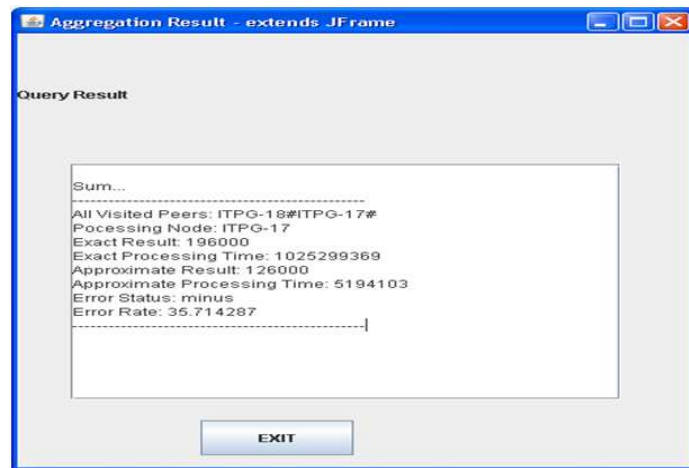 Aggregation Result - extends JFrame
Query Result
Sum...
------------------------------------------
All Visited Peers: ITPG-18#ITPG-17#
Pocessing Node: ITPG-17
Exact Result: 196000
Exact Processing Time: 1025299369
Approximate Result: 126000
Approximate Processing Time: 5194103
Error Status: minus
Error Rate: 35.714287
------------------------------------------
EXIT